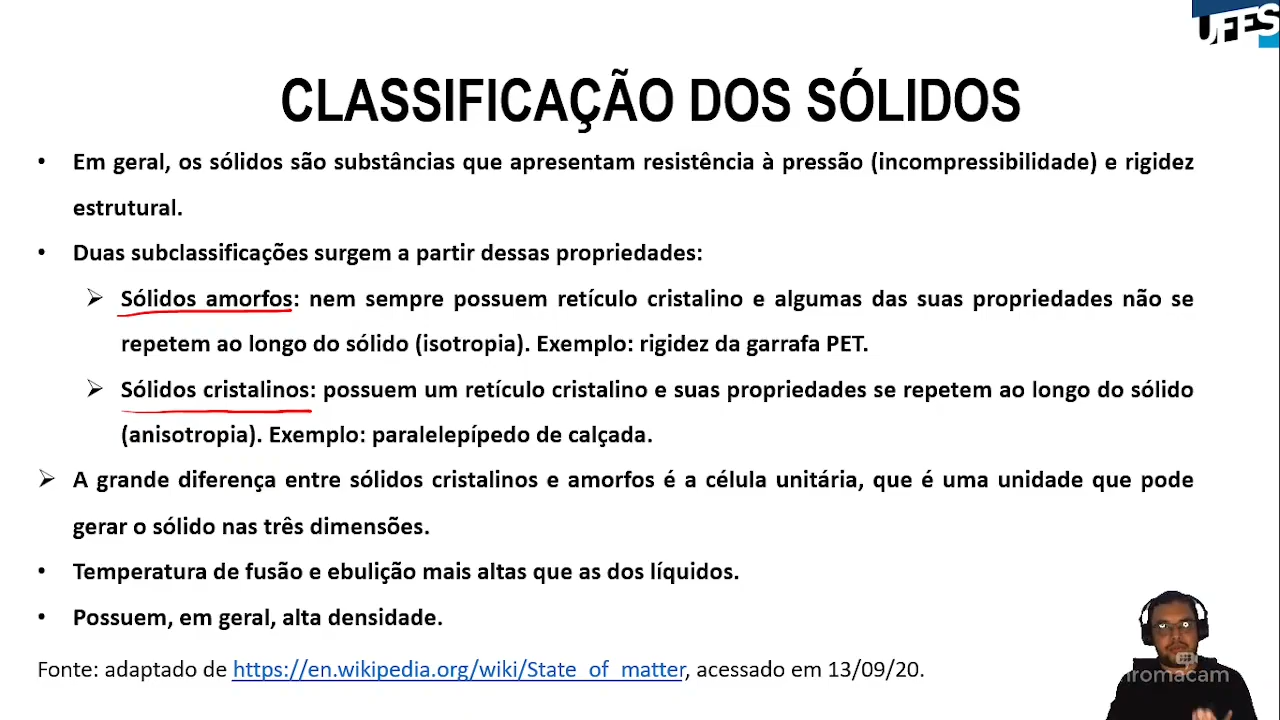 UFES
CLASSIFICAÇÃO DOS SÓLIDOS
• Em geral, os sólidos são substâncias que apresentam resistência à pressão (incompressibilidade) e rigidez
estrutural.
• Duas subclassificações surgem a partir dessas propriedades:
➢ Sólidos amorfos: nem sempre possuem retículo cristalino e algumas das suas propriedades não se
repetem ao longo do sólido (isotropia). Exemplo: rigidez da garrafa PET.
➢ Sólidos cristalinos: possuem um retículo cristalino e suas propriedades se repetem ao longo do sólido
(anisotropia). Exemplo: paralelepípedo de calçada.
➢ A grande diferença entre sólidos cristalinos e amorfos é a célula unitária, que é uma unidade que pode
gerar o sólido nas três dimensões.
• Temperatura de fusão e ebulição mais altas que as dos líquidos.
• Possuem, em geral, alta densidade.
Fonte: adaptado de https://en.wikipedia.org/wiki/State_of_matter, acessado em 13/09/20.